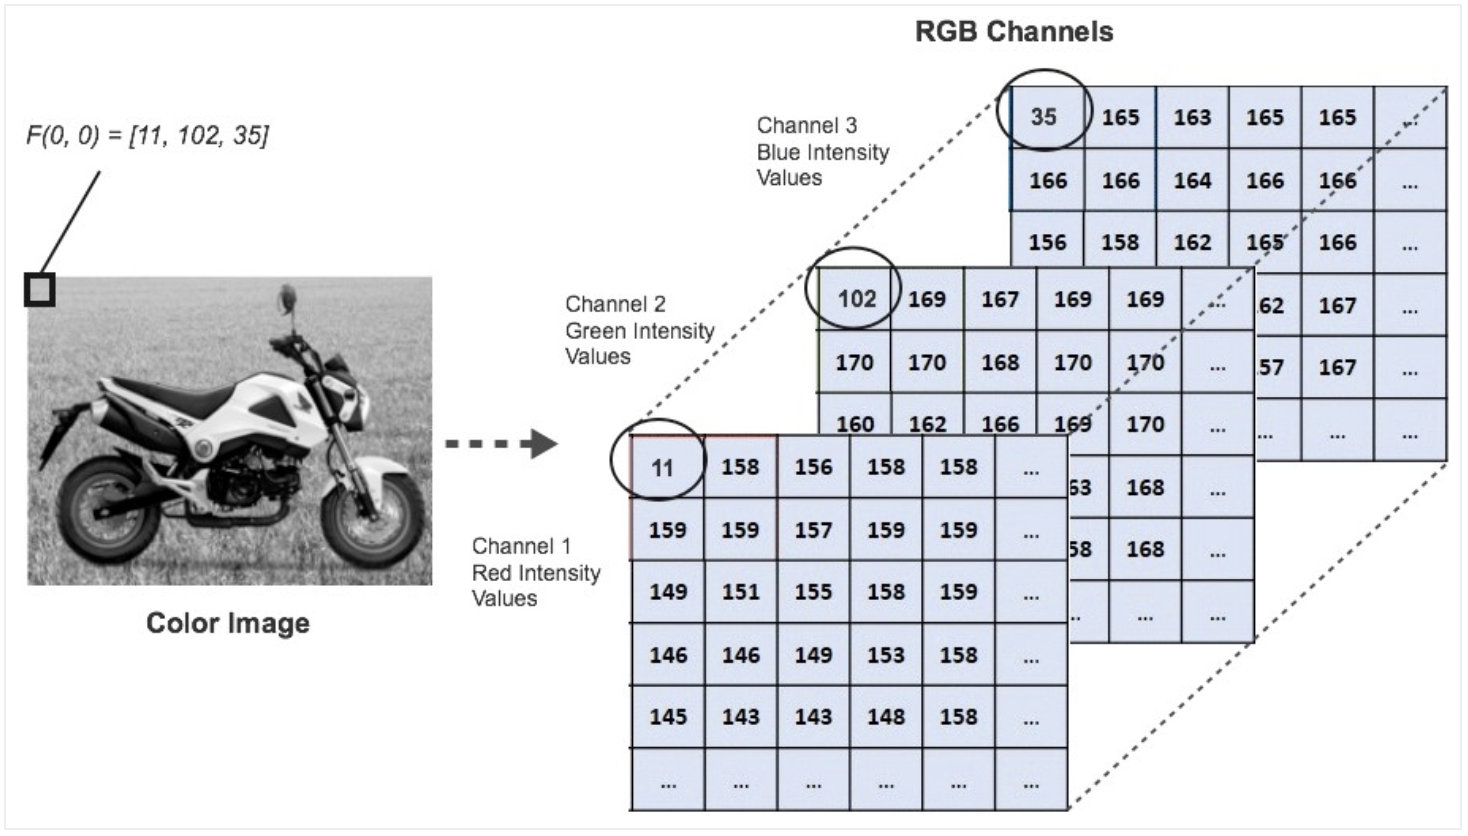 RGB Channels
F(0, 0) = [11, 102, 35]
Channel 3
Blue Intensity
Values
35 165 163 165 165 ...
166 166 164 166 166 ...
156 158 162 165 166 ...
62 167 ...
57 167 ...
... ... ...
Channel 2
Green Intensity
Values
102 169 167 169 169 ...
170 170 168 170 170 ...
160 162 166 169 170 ...
63 168 ...
58 168 ...
... ... ...
Channel 1
Red Intensity
Values
11 158 156 158 158 ...
159 159 157 159 159 ...
149 151 155 158 159 ...
146 146 149 153 158 ...
145 143 143 148 158 ...
... ... ... ... ... ...
Color Image